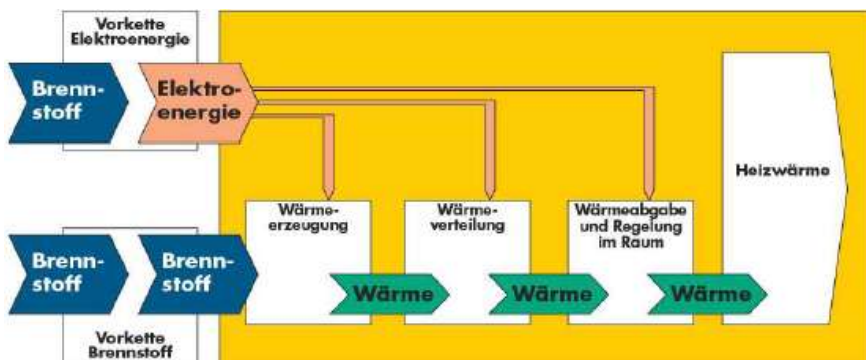 Vorkette
Elektroenergie
Brenn-
stoff
Elektro-
energie
Heizwärme
Wärme-
erzeugung
Wärme-
verteilung
Wärmeabgabe
und Regelung
im Raum
Brenn-
stoff
Brenn-
stoff
Wärme
Wärme
Wärme
Vorkette
Brennstoff